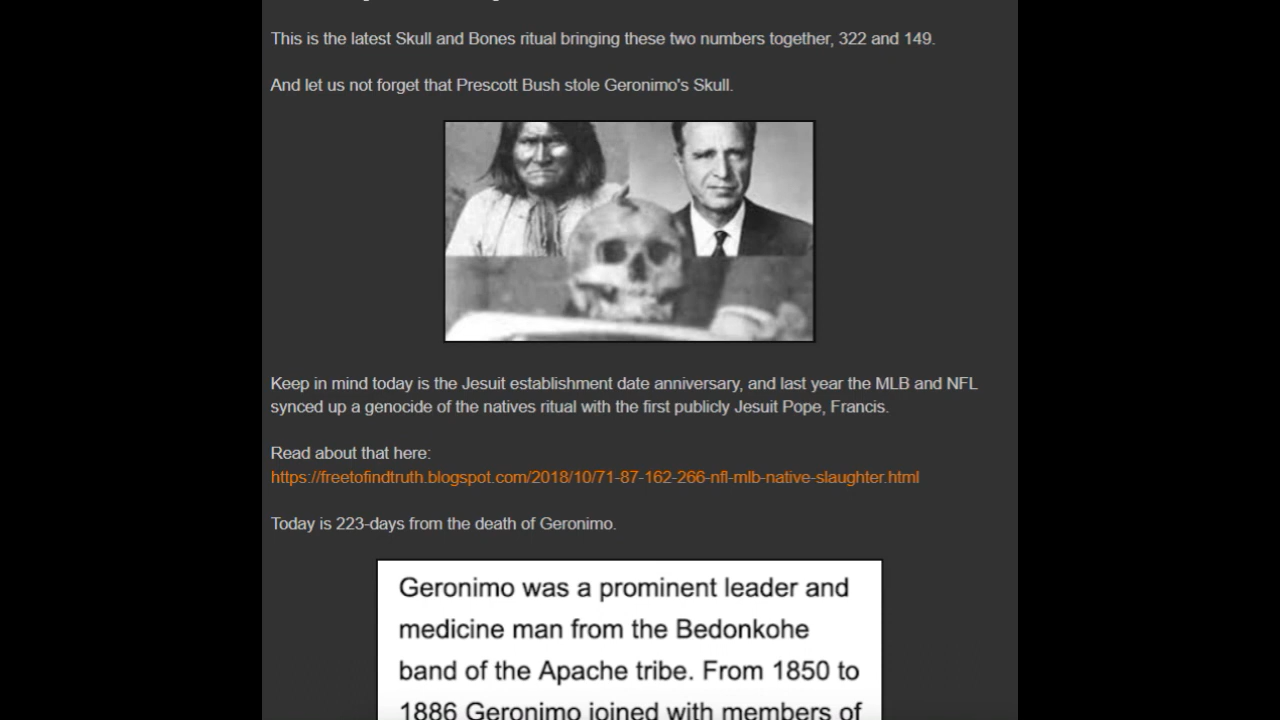 This is the latest Skull and Bones ritual bringing these two numbers together, 322 and 149.
And let us not forget that Prescott Bush stole Geronimo's Skull.
Keep in mind today is the Jesuit establishment date anniversary, and last year the MLB and NFL
synced up a genocide of the natives ritual with the first publicly Jesuit Pope, Francis.
Read about that here:
https://freetofindtruth.blogspot.com/2018/10/71-87-162-266-nfl-mlb-native-slaughter.html
Today is 223-days from the death of Geronimo.
Geronimo was a prominent leader and
medicine man from the Bedonkohe
band of the Apache tribe. From 1850 to
1886 Geronimo joined with members of